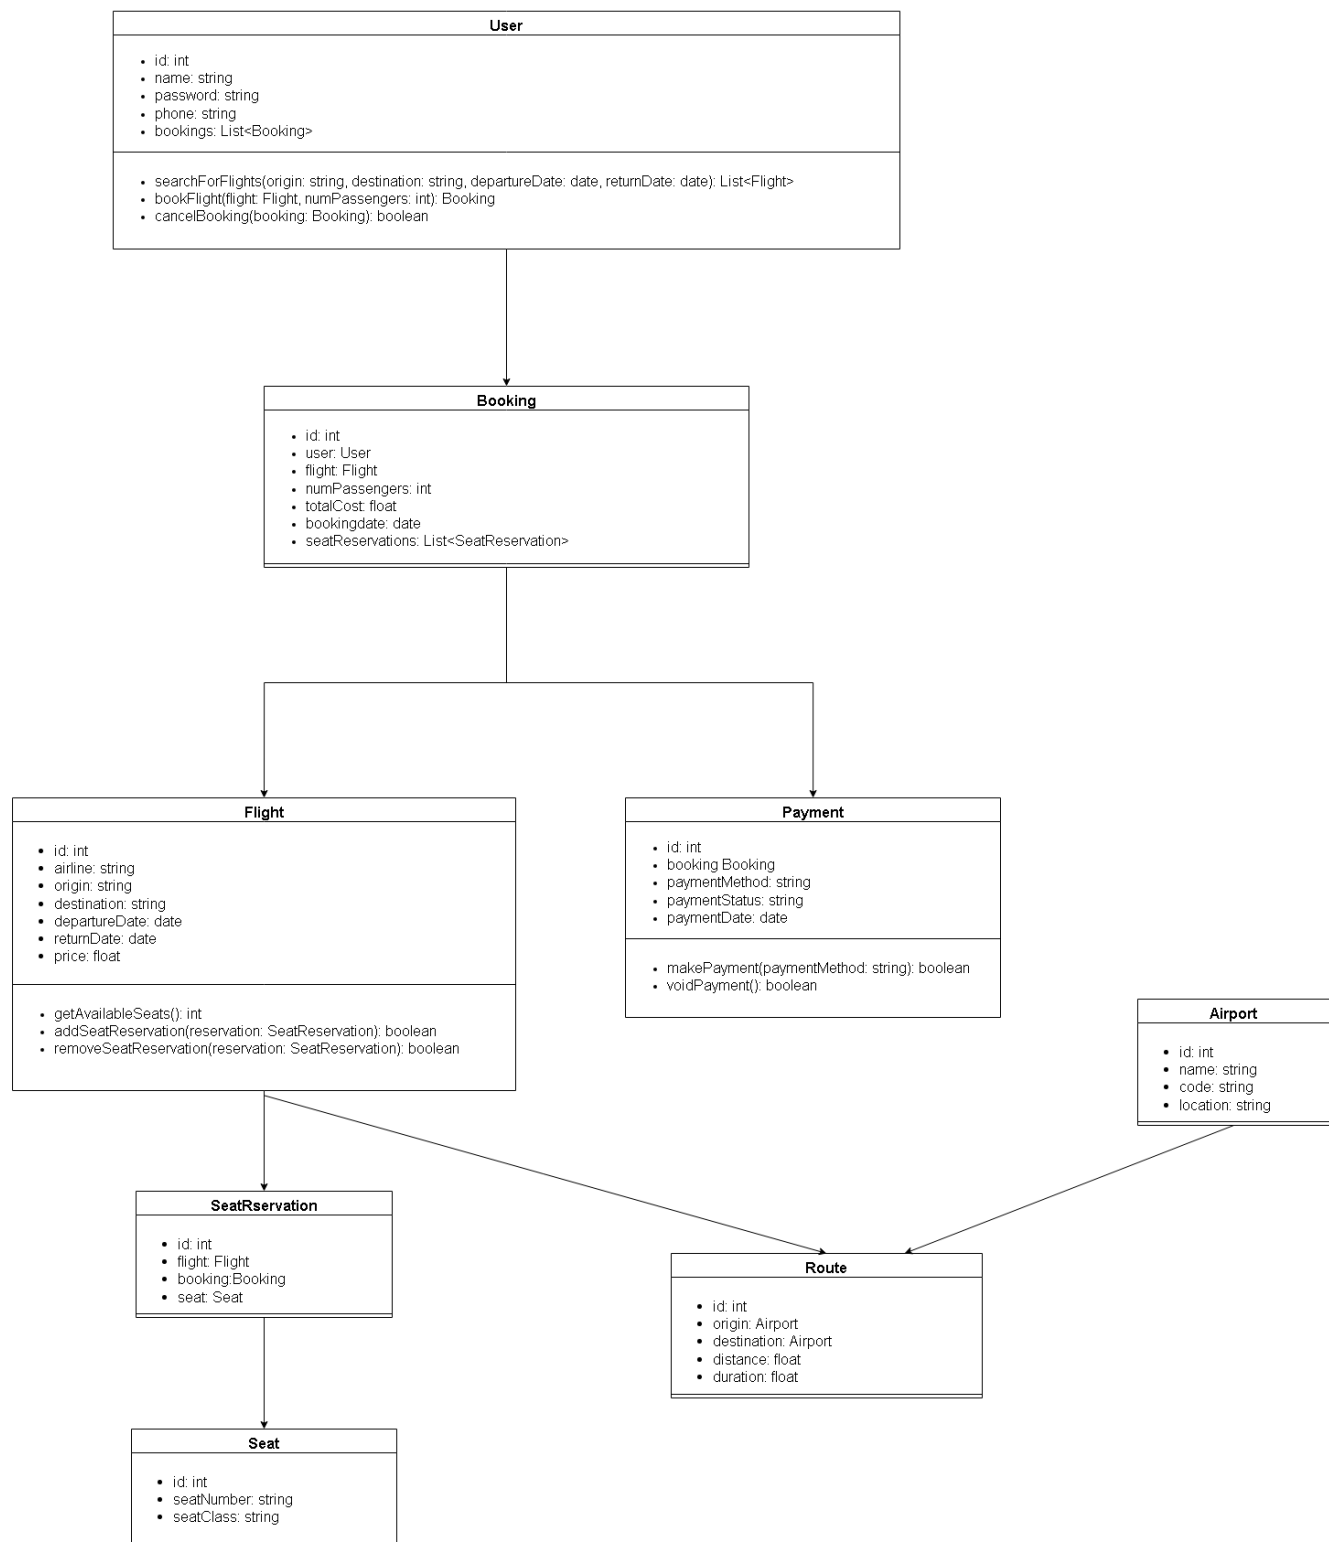 User
id: int
name: string
password: string
phone: string
bookings: List<Booking>
searchForFlights(origin: string, destination: string, departureDate: date, returnDate: date): List<Flight>
bookFlight(flight: Flight, numPassengers: int): Booking
cancelBooking(booking: Booking): boolean
Booking
id: int
user: User
flight: Flight
numPassengers: int
totalCost: float
bookingdate: date
seatReservations: List<SeatReservation>
Flight
id: int
airline: string
origin: string
destination: string
departureDate: date
returnDate: date
price: float
getAvailableSeats(): int
addSeatReservation(reservation: SeatReservation): boolean
removeSeatReservation(reservation: SeatReservation): boolean
Payment
id: int
booking Booking
paymentMethod: string
paymentStatus: string
paymentDate: date
makePayment(paymentMethod: string): boolean
voidPayment(): boolean
Airport
id: int
name: string
code: string
location: string
SeatRservation
id: int
flight: Flight
booking:Booking
seat: Seat
Route
id: int
origin: Airport
destination: Airport
distance: float
duration: float
Seat
id: int
seatNumber: string
seatClass: string